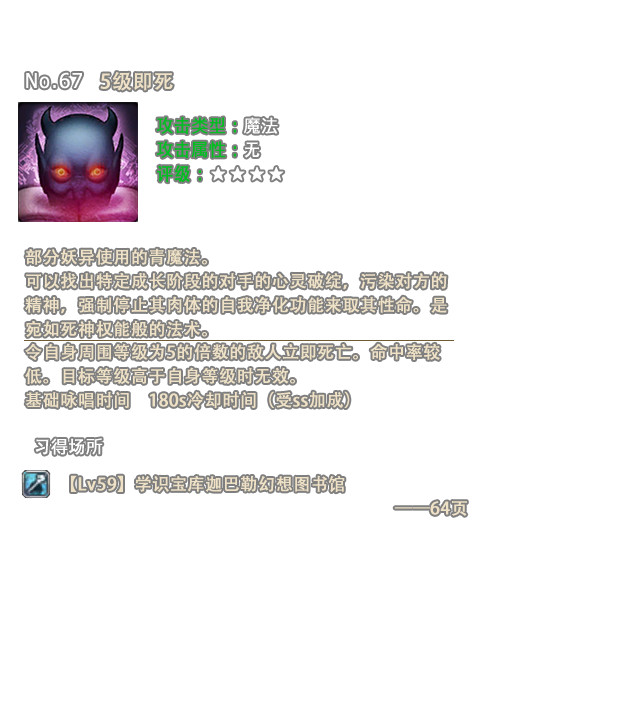 No.67 5级即死
攻击类型：魔法
攻击属性：无
评级：☆☆☆☆
部分妖异使用的青魔法。
可以找出特定成长阶段的对手的心灵破绽，污染对方的
精神，强制停止其肉体的自我净化功能来取其性命。是
宛如死神权能般的法术。
令自身周围等级为5的倍数的敌人立即死亡。命中率较
低。目标等级高于自身等级时无效。
基础咏唱时间 180s冷却时间（受ss加成）
习得场所
【Lv59】学识宝库迦巴勒幻想图书馆
——64页